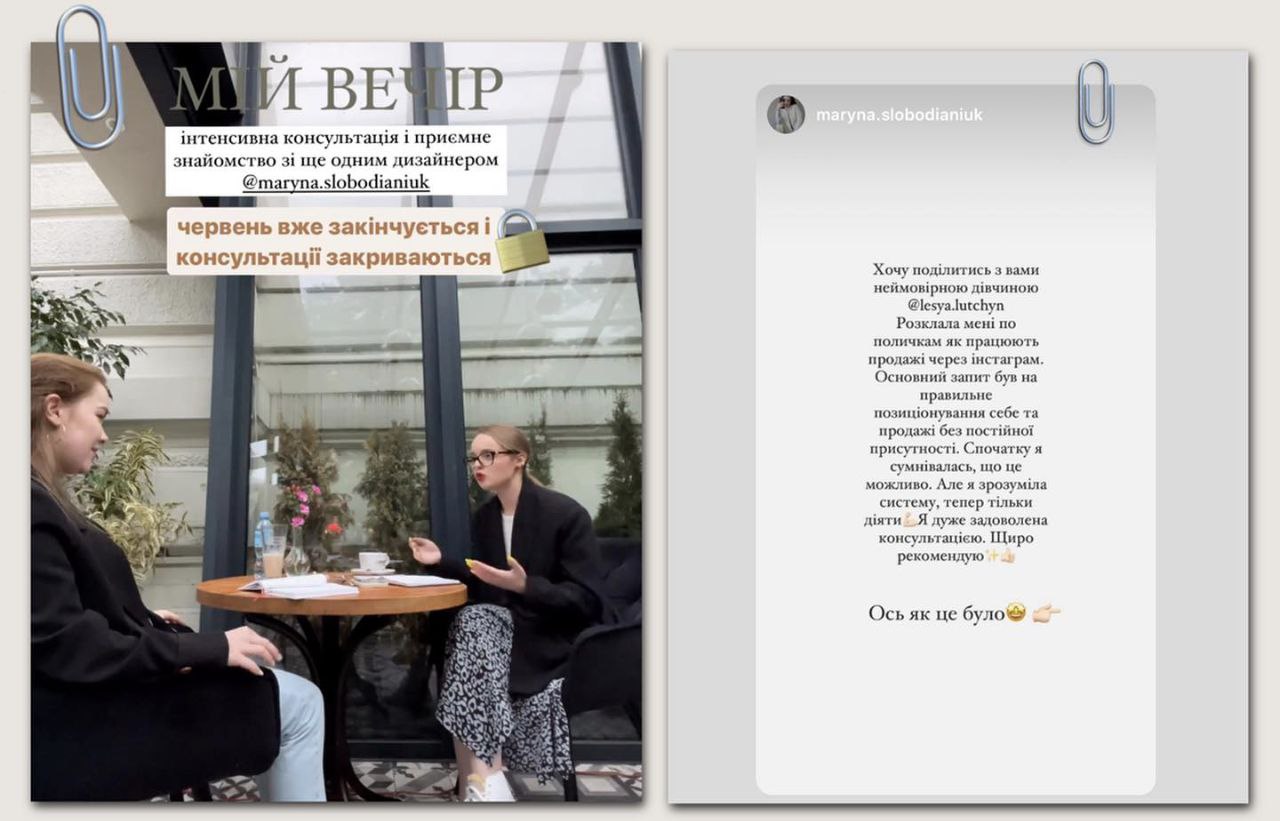 МІЙ ВЕЧІР
інтенсивна консультація і приємне
знайомство зі ще одним дизайнером
@maryna.slobodianiuk
червень вже закінчується і
консультації закриваються
maryna.slobodianiuk
Хочу поділитись з вами
неймовірною дівчиною
@lesya.lutchyn
Розклала мені по
поличкам як працюють
продажі через інстаграм.
Основний запит був на
правильне
позиціонування себе та
продажі без постійної
присутності. Спочатку я
сумнівалась, що це
можливо. Але я зрозуміла
систему, тепер тільки
діяти💪🏻Я дуже задоволена
консультацією. Щиро
рекомендую✨👍🏻
Ось як це було🤩 👉🏻